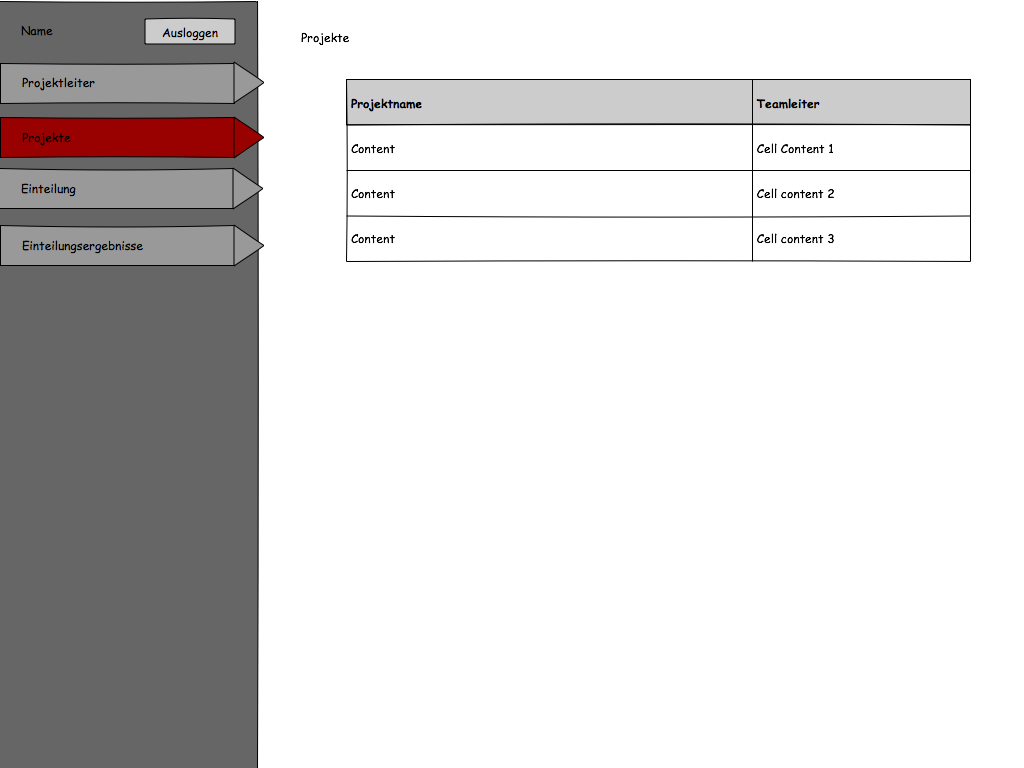 Name
Ausloggen
Projektleiter
Projekte
Einteilung
Einteilungsergebnisse
Projekte
Projektname Teamleiter
Content Cell Content 1
Content Cell content 2
Content Cell content 3